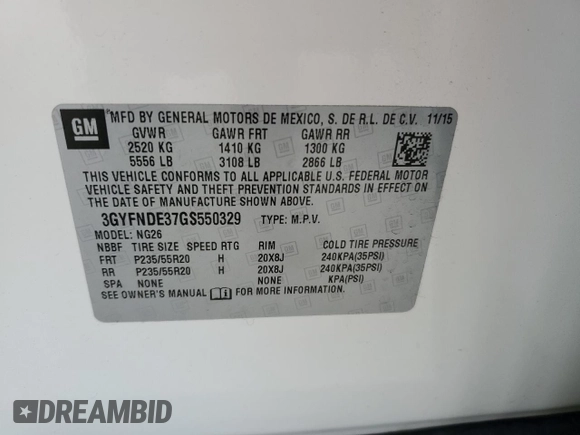 GM
MFD BY GENERAL MOTORS DE MEXICO, S. DE R.L. DE C.V. 11/15
GVWR GAWR FRT GAWR RR
2520 KG 1410 KG 1300 KG
5556 LB 3108 LB 2866 LB
THIS VEHICLE CONFORMS TO ALL APPLICABLE U.S. FEDERAL MOTOR
VEHICLE SAFETY AND THEFT PREVENTION STANDARDS IN EFFECT ON
THE DATE OF MANUFACTURE SHOWN ABOVE.
3GYFNDE37GS550329 TYPE: M.P.V.
MODEL: NG26
NBBF TIRE SIZE SPEED RTG RIM COLD TIRE PRESSURE
FRT P235/55R20 H 20X8J 240KPA(35PSI)
RR P235/55R20 H 20X8J 240KPA(35PSI)
SPA NONE NONE KPA(PSI)
SEE OWNER'S MANUAL FOR MORE INFORMATION.
DREAMBID